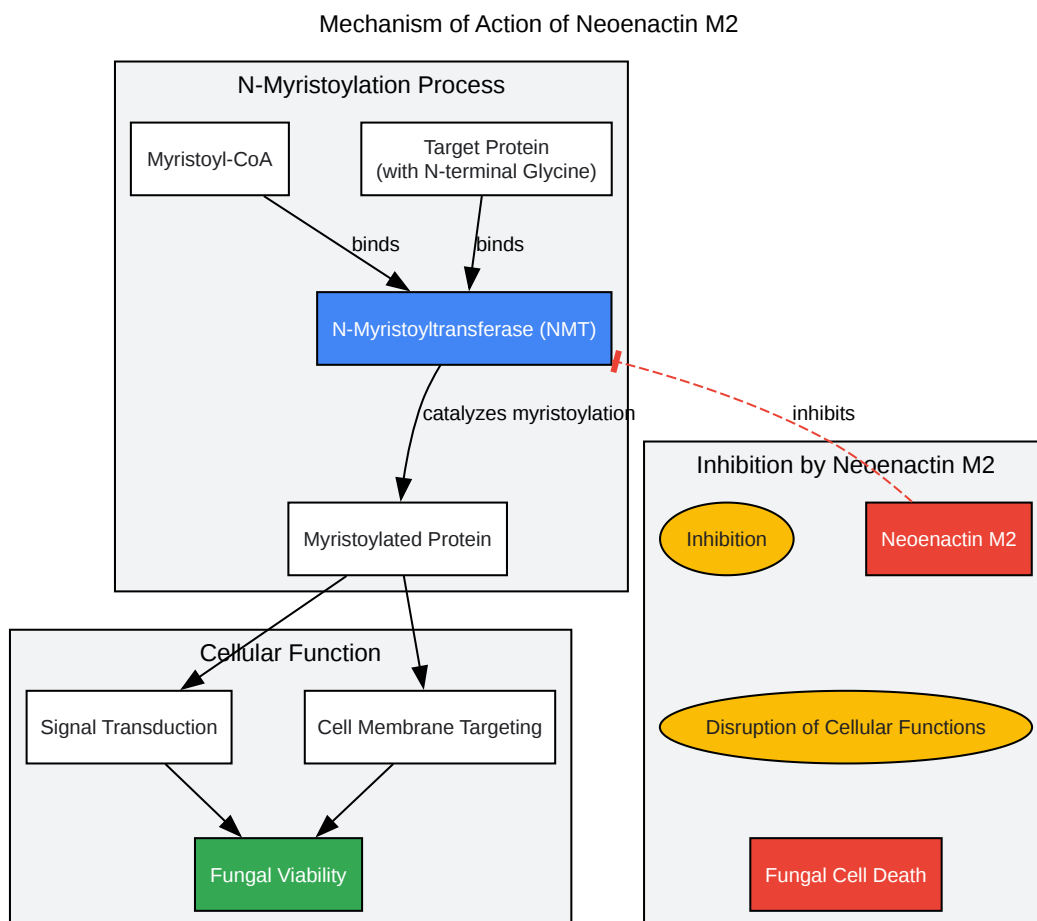 Mechanism of Action of Neoenactin M2
N-Myristoylation Process
Myristoyl-CoA
Target Protein
(with N-terminal Glycine)
binds
binds
N-Myristoyltransferase (NMT)
catalyzes myristoylation
inhibits
Myristoylated Protein
Inhibition by Neoenactin M2
Inhibition
Neoenactin M2
Cellular Function
Signal Transduction
Cell Membrane Targeting
Disruption of Cellular Functions
Fungal Viability
Fungal Cell Death